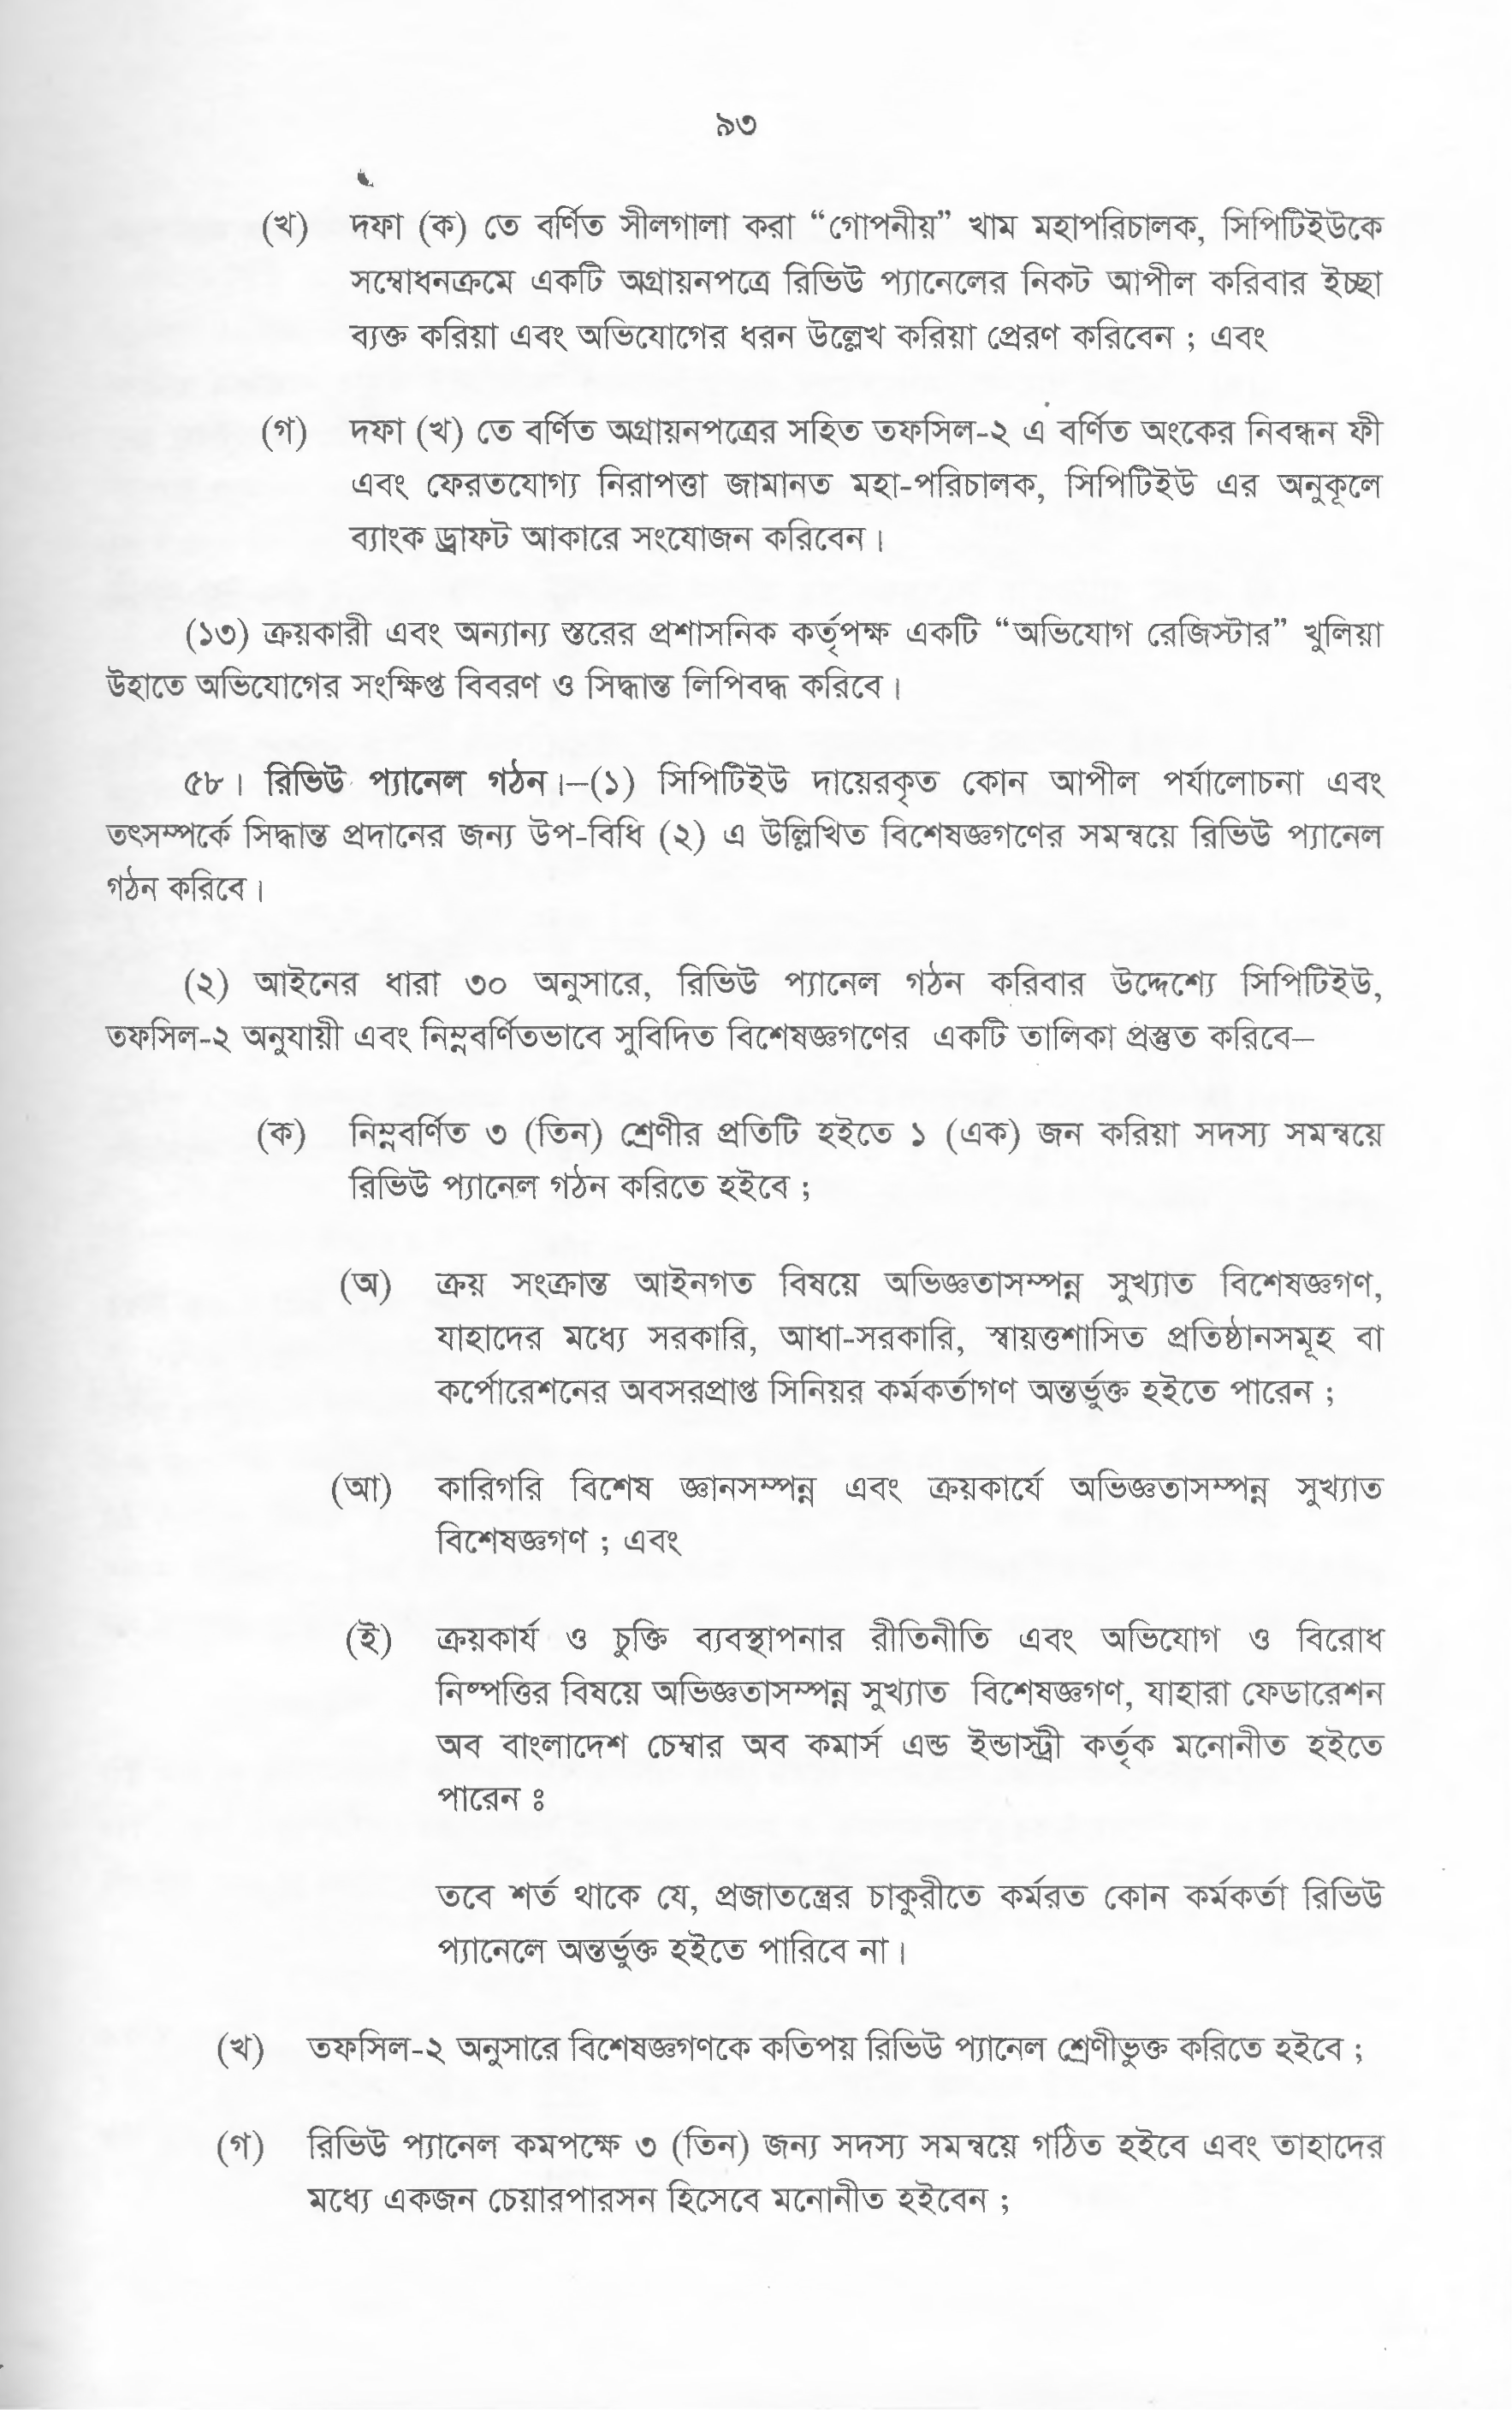 ৯৩
(খ) দফা (ক) তে বর্ণিত সীলগালা করা “গোপনীয়” খাম মহাপরিচালক, সিপিটিইউকে
সম্বোধনক্রমে একটি অগ্রায়নপত্রে রিভিউ প্যানেলের নিকট আপীল করিবার ইচ্ছা
ব্যক্ত করিয়া এবং অভিযোগের ধরন উল্লেখ করিয়া প্রেরণ করিবেন ; এবং
(গ) দফা (খ) তে বর্ণিত অগ্রায়নপত্রের সহিত তফসিল-২ এ বর্ণিত অংকের নিবন্ধন ফী
এবং ফেরতযোগ্য নিরাপত্তা জামানত মহা-পরিচালক, সিপিটিইউ এর অনুকূলে
ব্যাংক ড্রাফট আকারে সংযোজন করিবেন।
(১৩) ক্রয়কারী এবং অন্যান্য স্তরের প্রশাসনিক কর্তৃপক্ষ একটি “অভিযোগ রেজিস্টার” খুলিয়া
উহাতে অভিযোগের সংক্ষিপ্ত বিবরণ ও সিদ্ধান্ত লিপিবদ্ধ করিবে।
৫৮। রিভিউ প্যানেল গঠন।–(১) সিপিটিইউ দায়েরকৃত কোন আপীল পর্যালোচনা এবং
তৎসম্পর্কে সিদ্ধান্ত প্রদানের জন্য উপ-বিধি (২) এ উল্লিখিত বিশেষজ্ঞগণের সমন্বয়ে রিভিউ প্যানেল
গঠন করিবে।
(২) আইনের ধারা ৩০ অনুসারে, রিভিউ প্যানেল গঠন করিবার উদ্দেশ্যে সিপিটিইউ,
তফসিল-২ অনুযায়ী এবং নিম্নবর্ণিতভাবে সুবিদিত বিশেষজ্ঞগণের একটি তালিকা প্রস্তুত করিবে–
(ক) নিম্নবর্ণিত ৩ (তিন) শ্রেণীর প্রতিটি হইতে ১ (এক) জন করিয়া সদস্য সমন্বয়ে
রিভিউ প্যানেল গঠন করিতে হইবে ;
(অ) ক্রয় সংক্রান্ত আইনগত বিষয়ে অভিজ্ঞতাসম্পন্ন সুখ্যাত বিশেষজ্ঞগণ,
যাহাদের মধ্যে সরকারি, আধা-সরকারি, স্বায়ত্তশাসিত প্রতিষ্ঠানসমূহ বা
কর্পোরেশনের অবসরপ্রাপ্ত সিনিয়র কর্মকর্তাগণ অন্তর্ভুক্ত হইতে পারেন ;
(আ) কারিগরি বিশেষ জ্ঞানসম্পন্ন এবং ক্রয়কার্যে অভিজ্ঞতাসম্পন্ন সুখ্যাত
বিশেষজ্ঞগণ ; এবং
(ই) ক্রয়কার্য ও চুক্তি ব্যবস্থাপনার রীতিনীতি এবং অভিযোগ ও বিরোধ
নিষ্পত্তির বিষয়ে অভিজ্ঞতাসম্পন্ন সুখ্যাত বিশেষজ্ঞগণ, যাহারা ফেডারেশন
অব বাংলাদেশ চেম্বার অব কমার্স এন্ড ইন্ডাস্ট্রী কর্তৃক মনোনীত হইতে
পারেন ঃ
তবে শর্ত থাকে যে, প্রজাতন্ত্রের চাকুরীতে কর্মরত কোন কর্মকর্তা রিভিউ
প্যানেলে অন্তর্ভুক্ত হইতে পারিবে না।
(খ) তফসিল-২ অনুসারে বিশেষজ্ঞগণকে কতিপয় রিভিউ প্যানেল শ্রেণীভুক্ত করিতে হইবে ;
(গ) রিভিউ প্যানেল কমপক্ষে ৩ (তিন) জন্য সদস্য সমন্বয়ে গঠিত হইবে এবং তাহাদের
মধ্যে একজন চেয়ারপারসন হিসেবে মনোনীত হইবেন ;